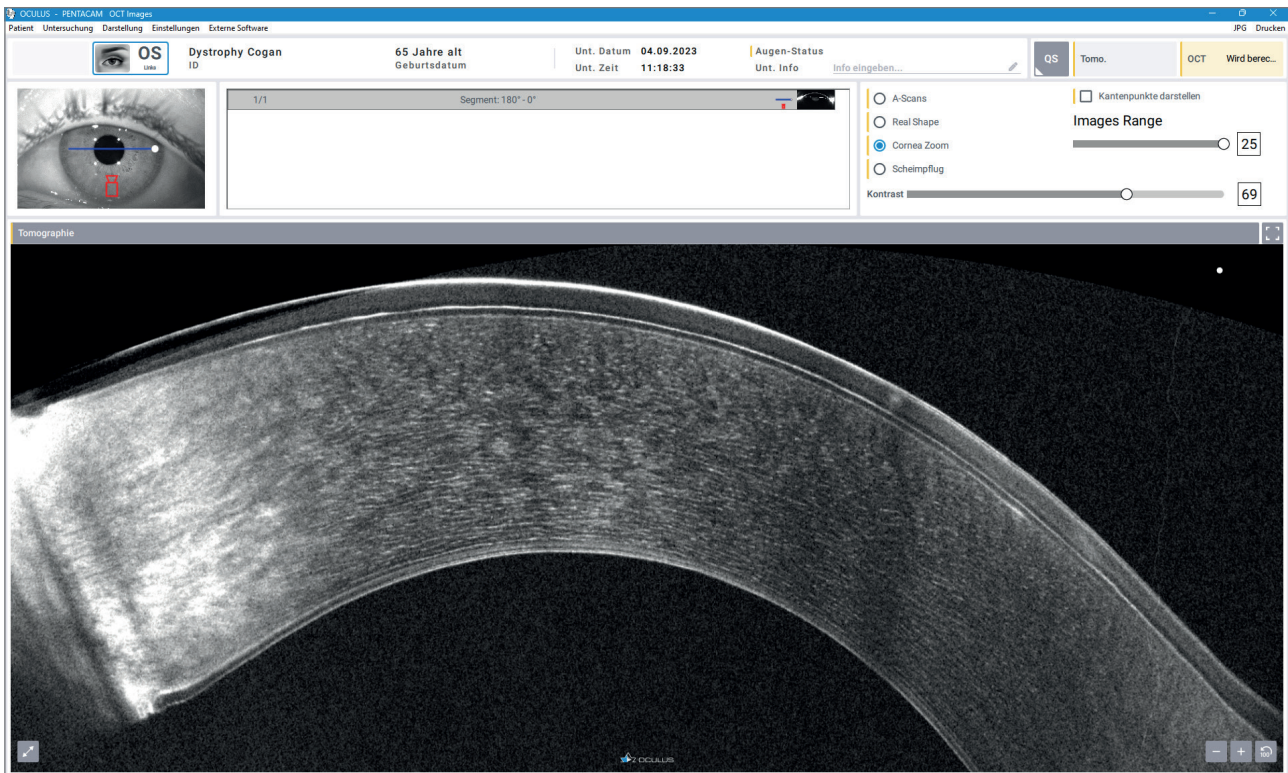 OCULUS - PENTACAM OCT Images
Patient Untersuchung Darstellung Einstellungen Externe Software JPG Drucken
OS
Links
Dystrophy Cogan
ID
65 Jahre alt
Geburtsdatum
Unt. Datum 04.09.2023
Unt. Zeit 11:18:33
Augen-Status
Unt. Info Info eingeben...
QS
Tomo.
OCT Wird berec...
1/1 Segment: 180° - 0°
A-Scans
Real Shape
Cornea Zoom
Scheimpflug
Kantenpunkte darstellen
Images Range
25
Kontrast 69
Tomographie
OCULUS
100